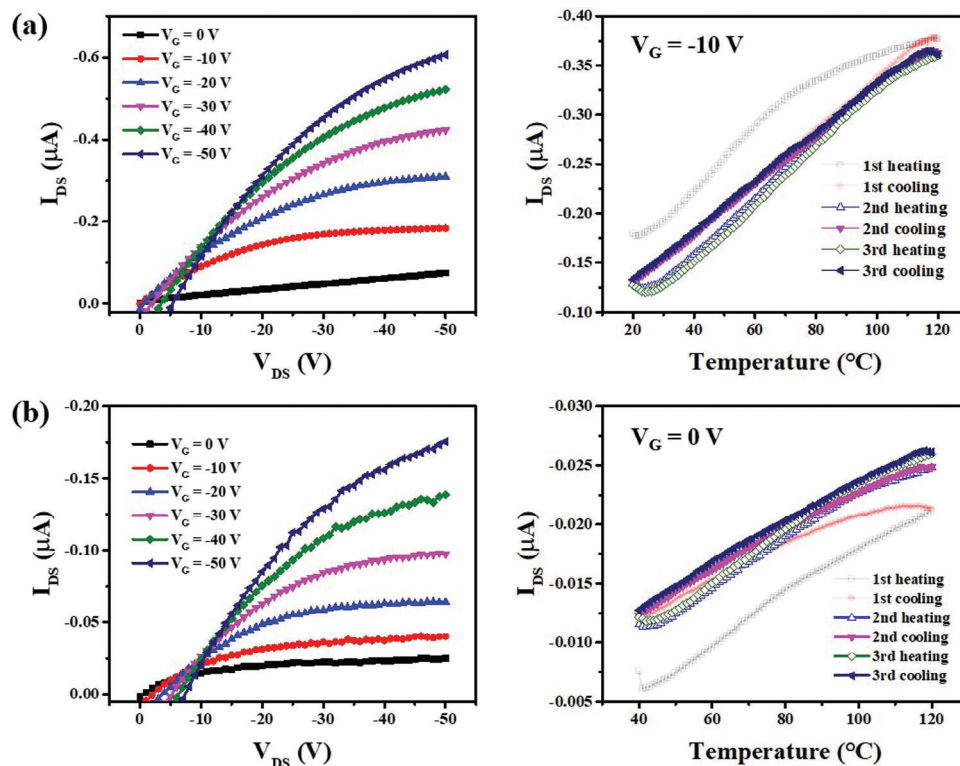 (a)
V_G = 0 V
V_G = -10 V
V_G = -20 V
V_G = -30 V
V_G = -40 V
V_G = -50 V
-0.6
-0.4
-0.2
0.0
I_DS (μA)
0 -10 -20 -30 -40 -50
V_DS (V)
V_G = -10 V
-0.40
-0.35
-0.30
-0.25
-0.20
-0.15
-0.10
I_DS (μA)
1st heating
1st cooling
2nd heating
2nd cooling
3rd heating
3rd cooling
20 40 60 80 100 120
Temperature (°C)
(b)
V_G = 0 V
V_G = -10 V
V_G = -20 V
V_G = -30 V
V_G = -40 V
V_G = -50 V
-0.20
-0.15
-0.10
-0.05
0.00
I_DS (μA)
0 -10 -20 -30 -40 -50
V_DS (V)
V_G = 0 V
-0.030
-0.025
-0.020
-0.015
-0.010
-0.005
I_DS (μA)
1st heating
1st cooling
2nd heating
2nd cooling
3rd heating
3rd cooling
40 60 80 100 120
Temperature (°C)